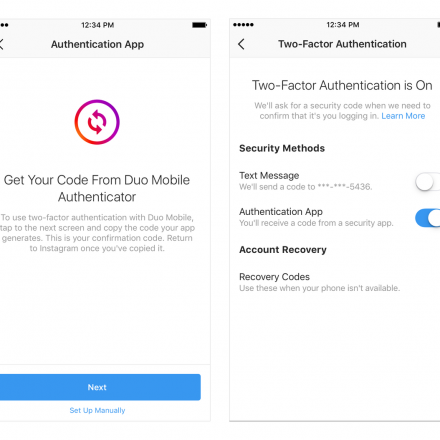 12:34 PM
Authentication App
Get Your Code From Duo Mobile
Authenticator
To use two-factor authentication with Duo Mobile,
tap to the next screen and copy the code your app
generates. This is your confirmation code. Return
to Instagram once you've copied it.
Next
Set Up Manually
12:34 PM
Two-Factor Authentication
Two-Factor Authentication is On
We'll ask for a security code when we need to
confirm that it's you logging in. Learn More
Security Methods
Text Message
We'll send a code to ***-***-5436.
Authentication App
You'll receive a code from a security app.
Account Recovery
Recovery Codes
Use these when your phone isn't available.